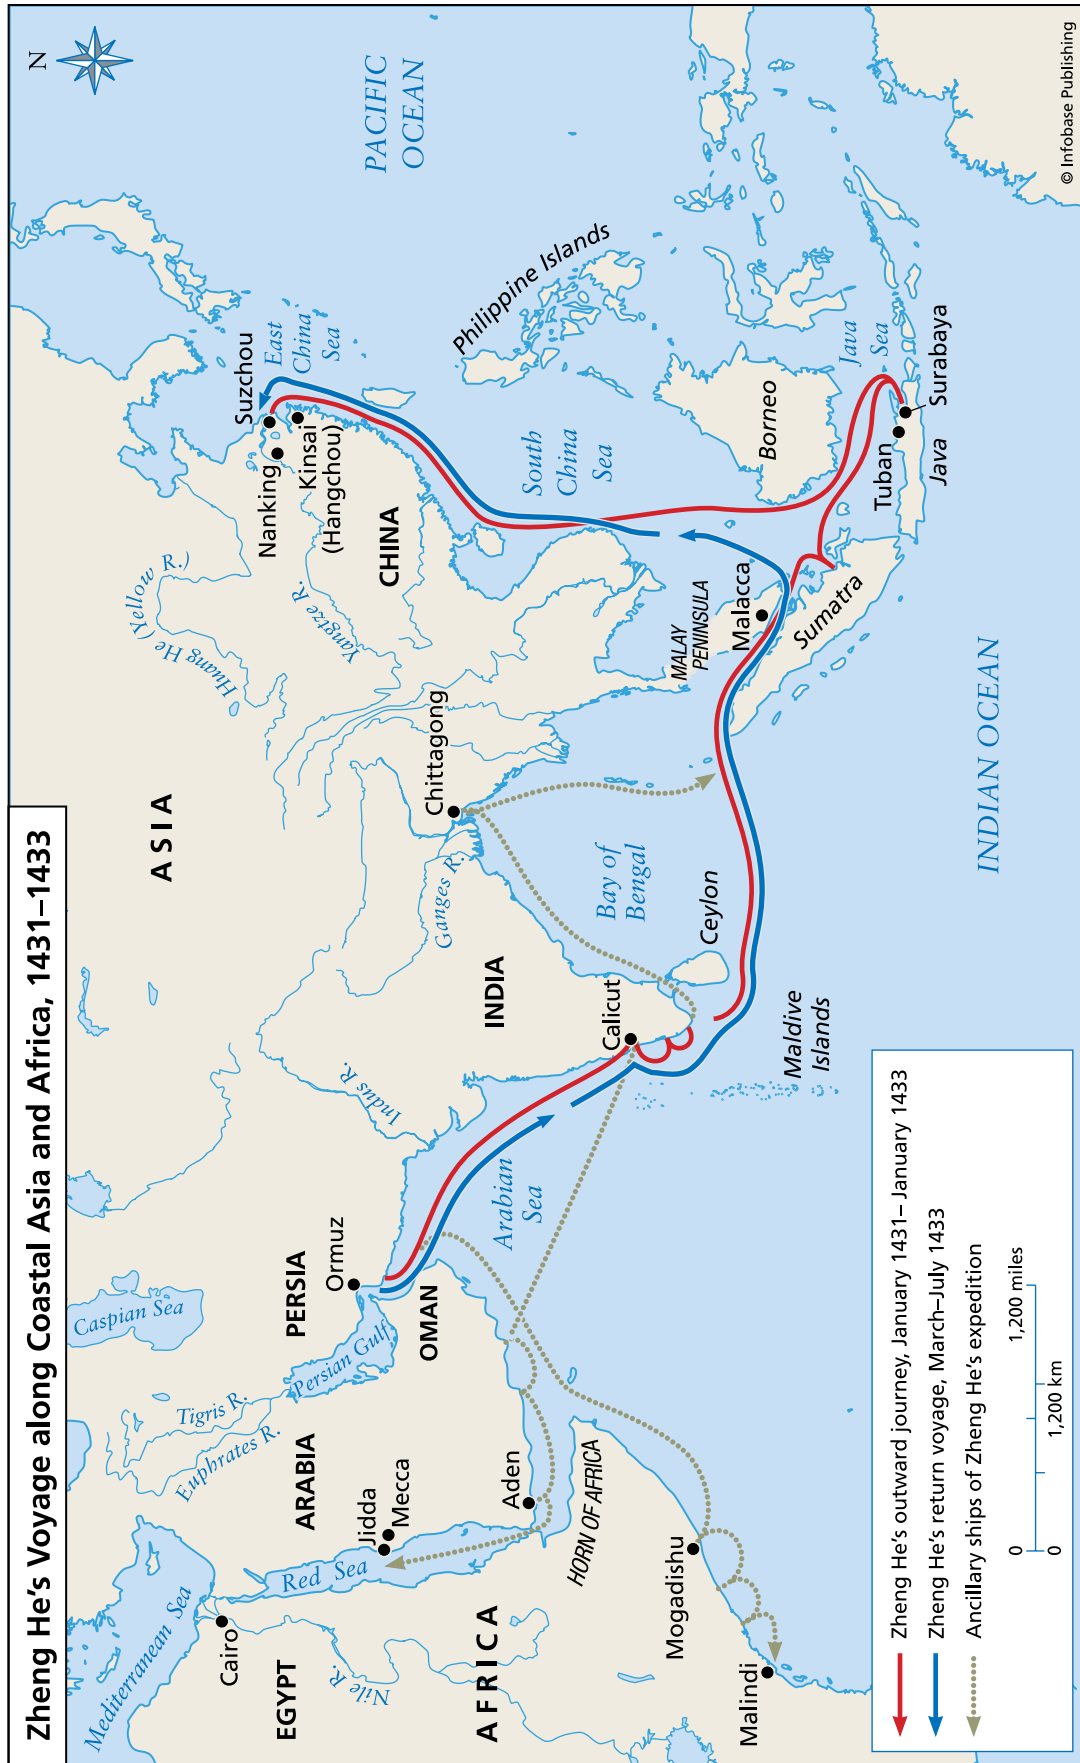 Zheng He's Voyage along Coastal Asia and Africa, 1431–1433
N
PACIFIC
OCEAN
ASIA
Caspian Sea
Mediterranean Sea
Tigris R.
Euphrates R.
PERSIA
Ormuz
Persian Gulf
Cairo
EGYPT
Nile R.
Red Sea
ARABIA
Jidda
Mecca
OMAN
Aden
AFRICA
HORN OF AFRICA
Mogadishu
Malindi
Arabian
Sea
Indus R.
INDIA
Ganges R.
Calicut
Chittagong
Bay of
Bengal
Ceylon
Maldive
Islands
Huang He (Yellow R.)
Yangtze R.
CHINA
Nanking
Suzhou
Kinsai
(Hangchou)
East
China
Sea
South
China
Sea
Philippine Islands
MALAY
PENINSULA
Malacca
Sumatra
Borneo
Java
Sea
Tuban
Surabaya
Java
INDIAN OCEAN
Zheng He's outward journey, January 1431– January 1433
Zheng He's return voyage, March–July 1433
Ancillary ships of Zheng He's expedition
0
1,200 miles
0
1,200 km
© Infobase Publishing